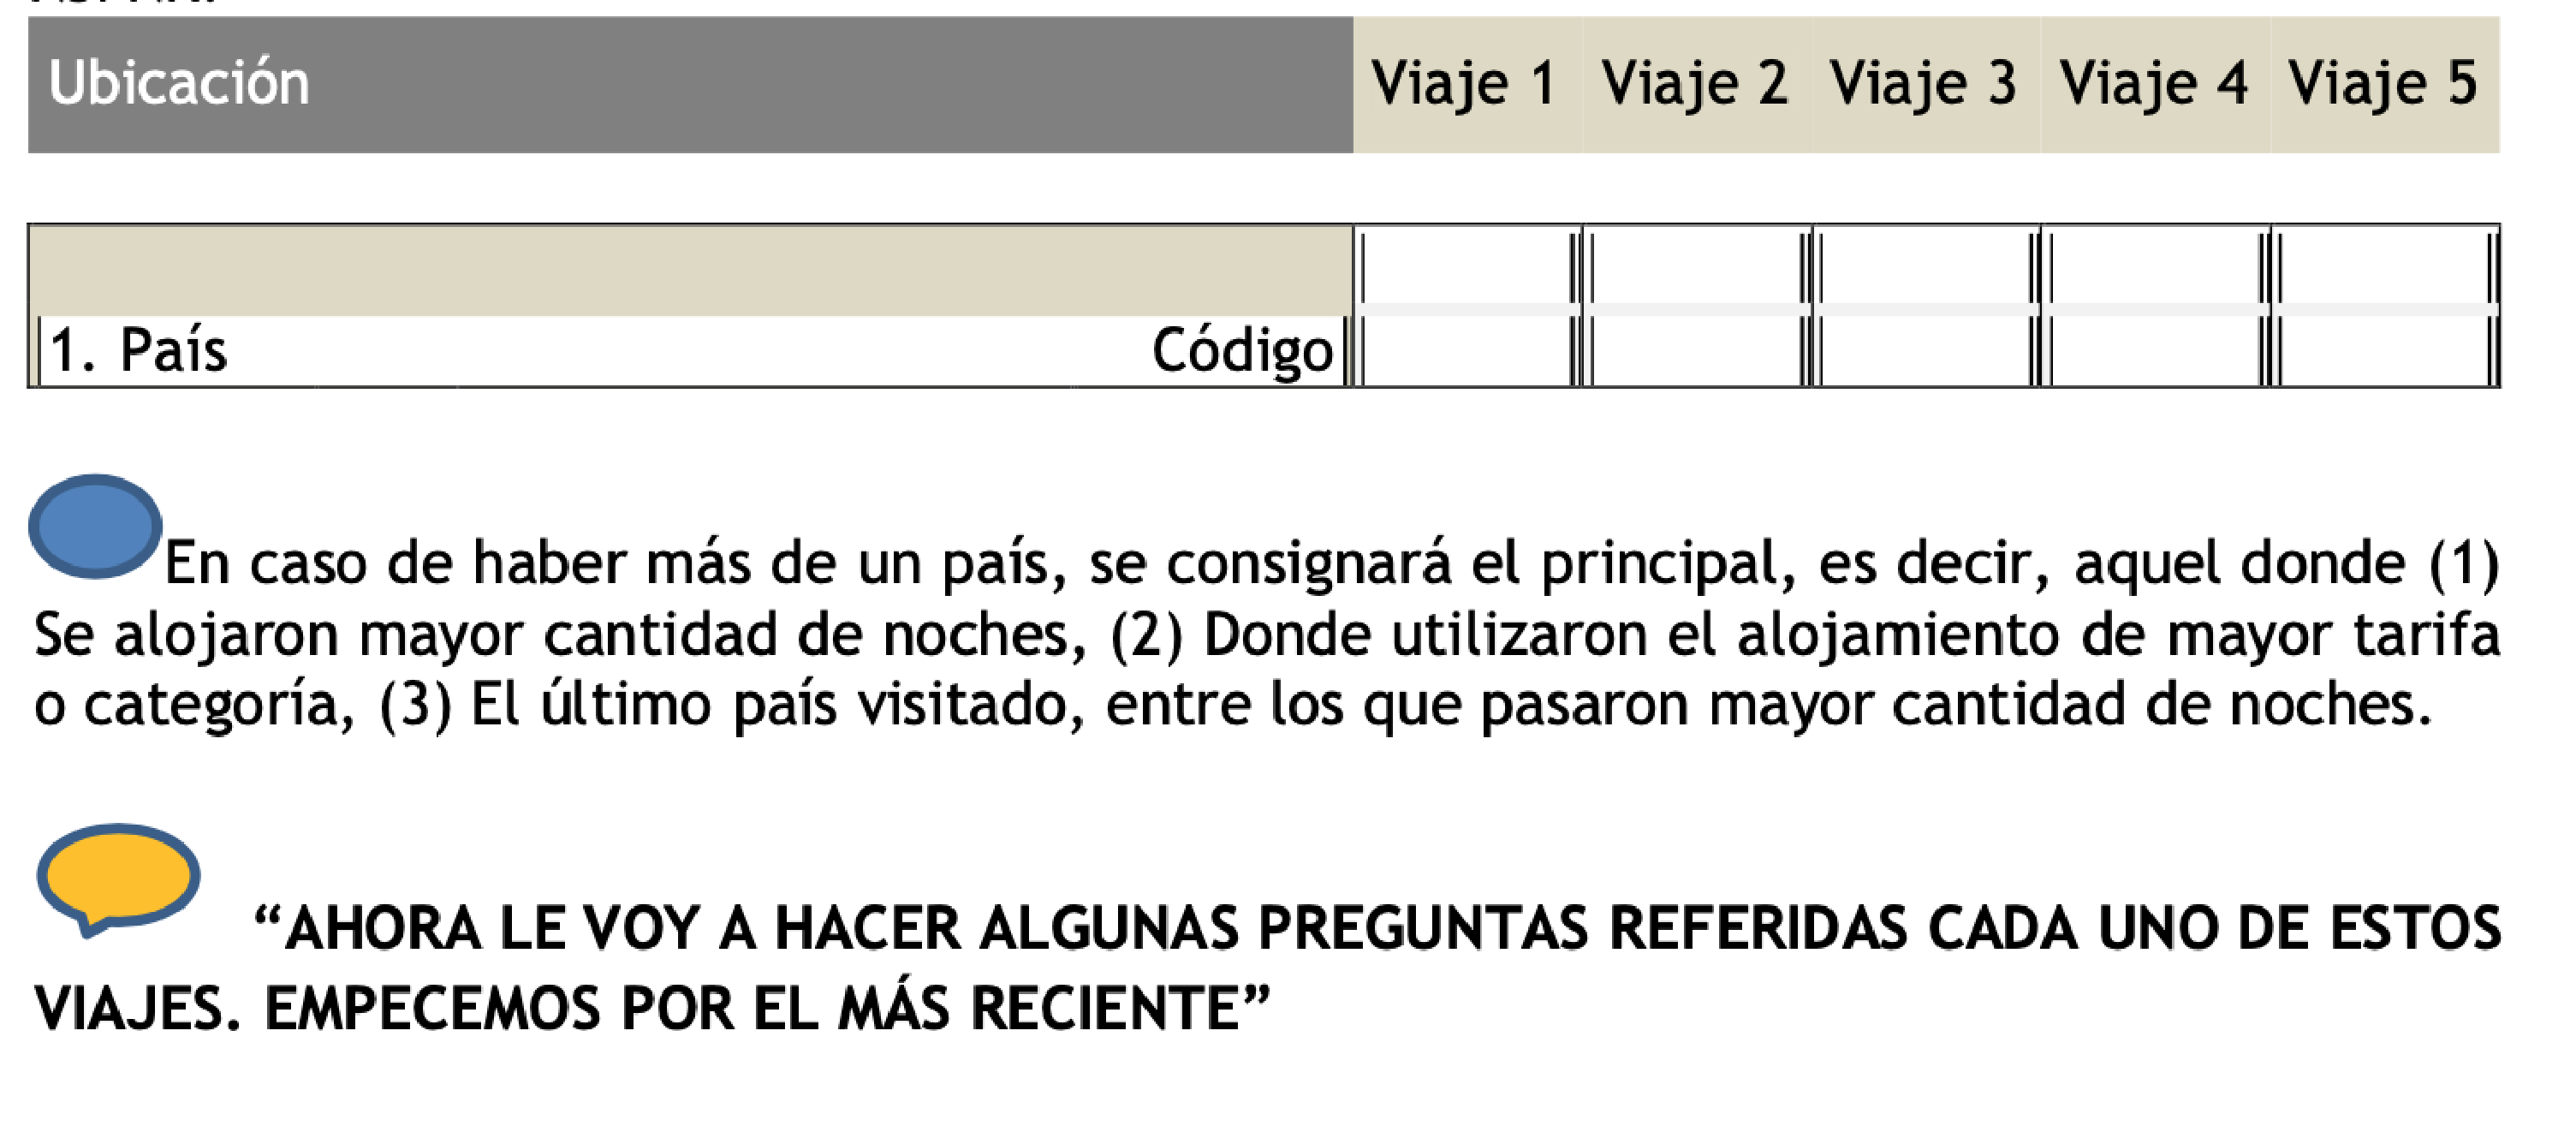 Ubicación Viaje 1 Viaje 2 Viaje 3 Viaje 4 Viaje 5
1. País Código
En caso de haber más de un país, se consignará el principal, es decir, aquel donde (1)
Se alojaron mayor cantidad de noches, (2) Donde utilizaron el alojamiento de mayor tarifa
o categoría, (3) El último país visitado, entre los que pasaron mayor cantidad de noches.
“AHORA LE VOY A HACER ALGUNAS PREGUNTAS REFERIDAS CADA UNO DE ESTOS
VIAJES. EMPECEMOS POR EL MÁS RECIENTE”